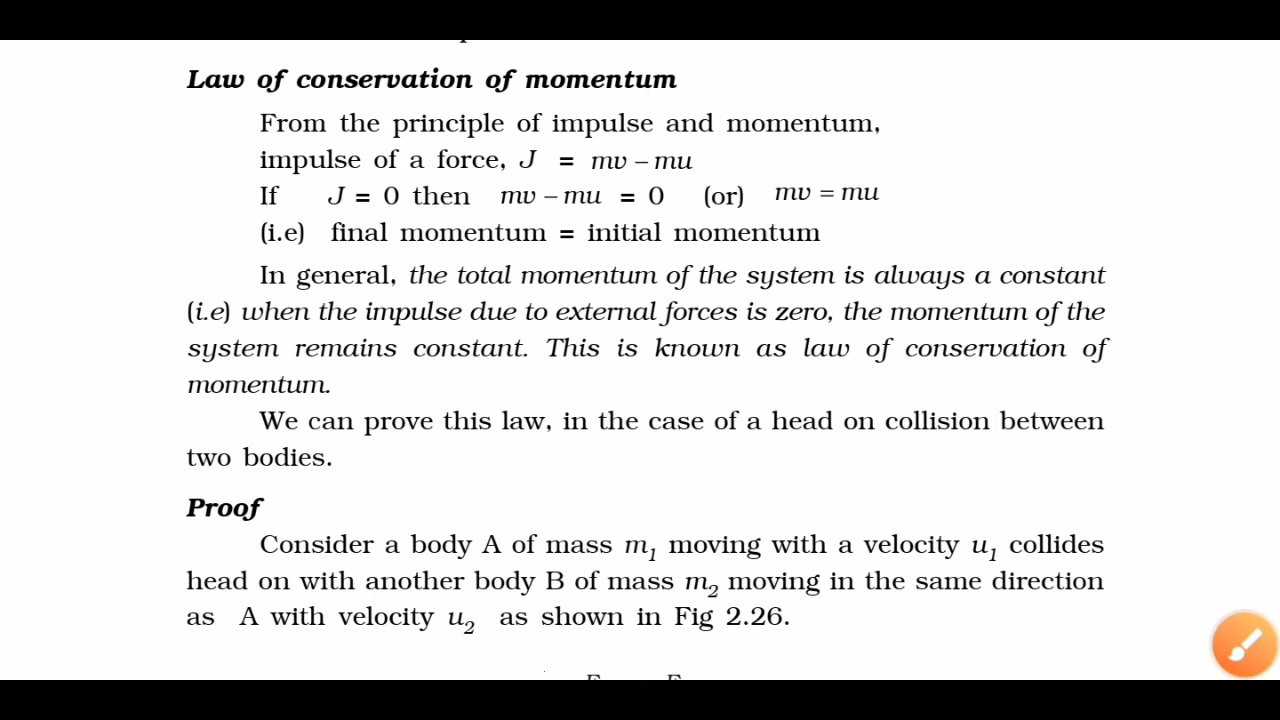 Law of conservation of momentum
From the principle of impulse and momentum,
impulse of a force, J = mv – mu
If J = 0 then mv – mu = 0 (or) mv = mu
(i.e) final momentum = initial momentum
In general, the total momentum of the system is always a constant
(i.e) when the impulse due to external forces is zero, the momentum of the
system remains constant. This is known as law of conservation of
momentum.
We can prove this law, in the case of a head on collision between
two bodies.
Proof
Consider a body A of mass m₁ moving with a velocity u₁ collides
head on with another body B of mass m₂ moving in the same direction
as A with velocity u₂ as shown in Fig 2.26.